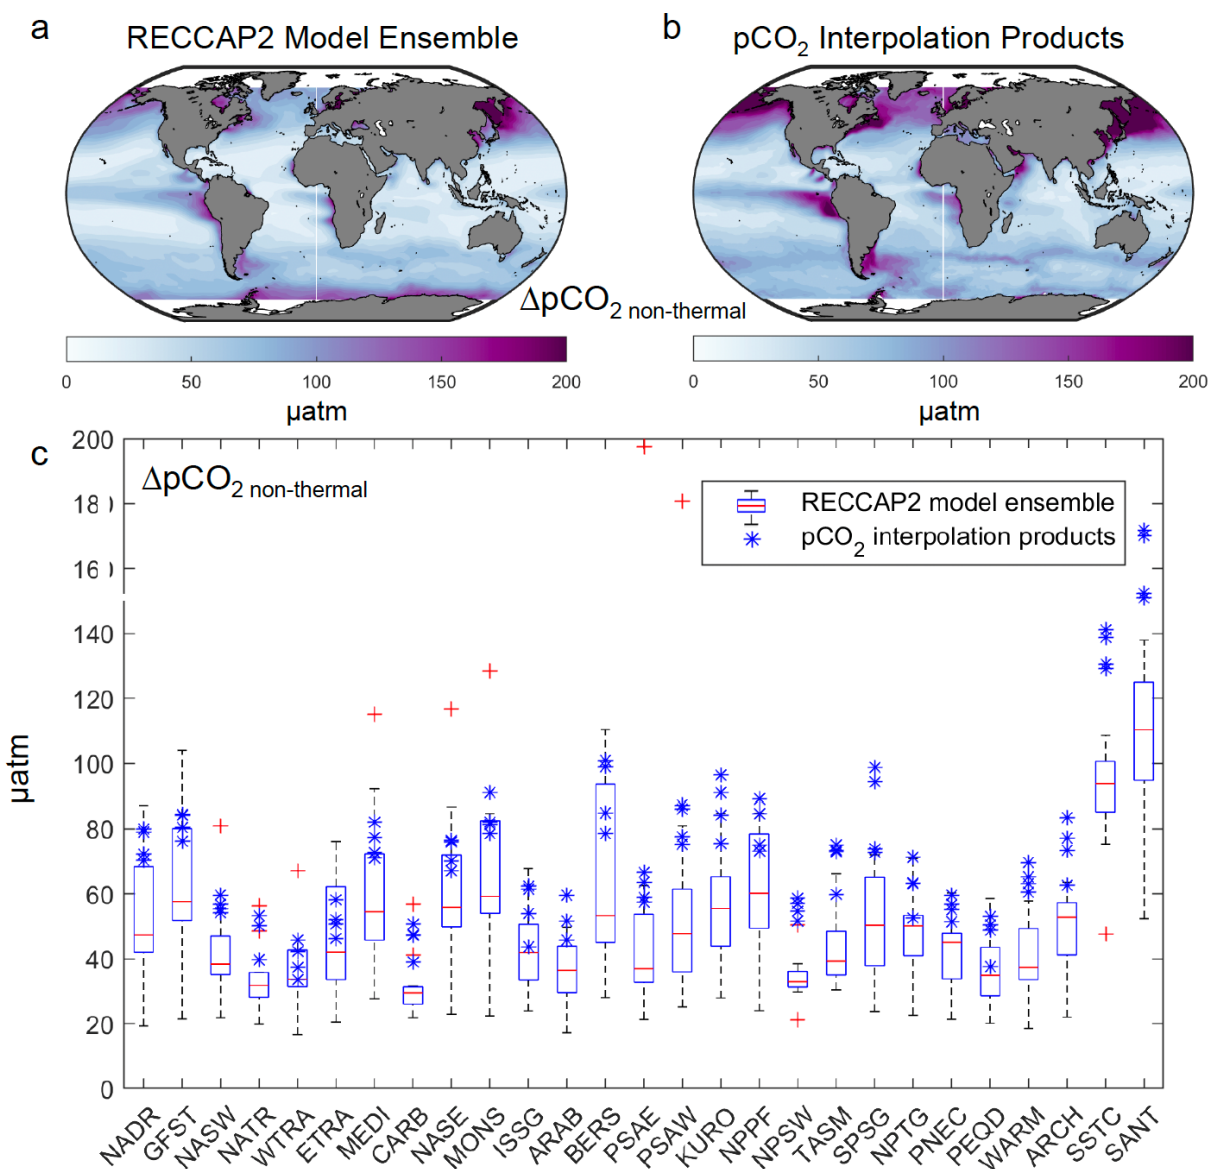 a
RECCAP2 Model Ensemble
b
pCO2 Interpolation Products
ΔpCO2 non-thermal
0 50 100 150 200
µatm
0 50 100 150 200
µatm
c
ΔpCO2 non-thermal
RECCAP2 model ensemble
pCO2 interpolation products
200
180
160
140
120
100
80
60
40
20
0
µatm
NADR GFST NASW NATR WTRA ETRA MEDI CARB NASE MONS ISSG ARAB BERS PSAE PSAW KURO NPPF NPSW TASM SPSG NPTG PNEC PEQD WARM ARCH SSTC SANT